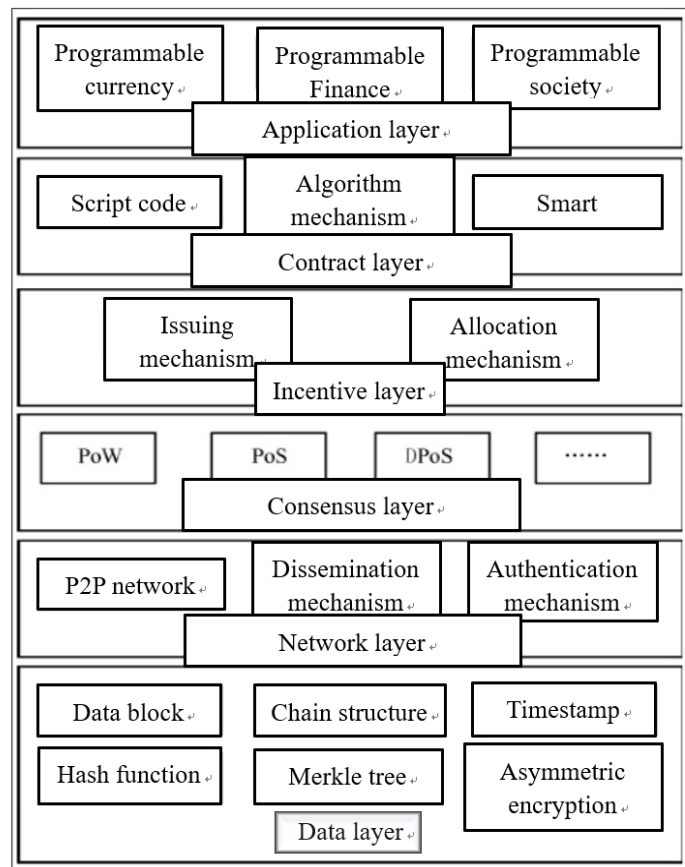 Programmable
currency
Programmable
Finance
Programmable
society
Application layer
Script code
Algorithm
mechanism
Smart
Contract layer
Issuing
mechanism
Allocation
mechanism
Incentive layer
PoW
PoS
DPoS
······
Consensus layer
P2P network
Dissemination
mechanism
Authentication
mechanism
Network layer
Data block
Chain structure
Timestamp
Hash function
Merkle tree
Asymmetric
encryption
Data layer